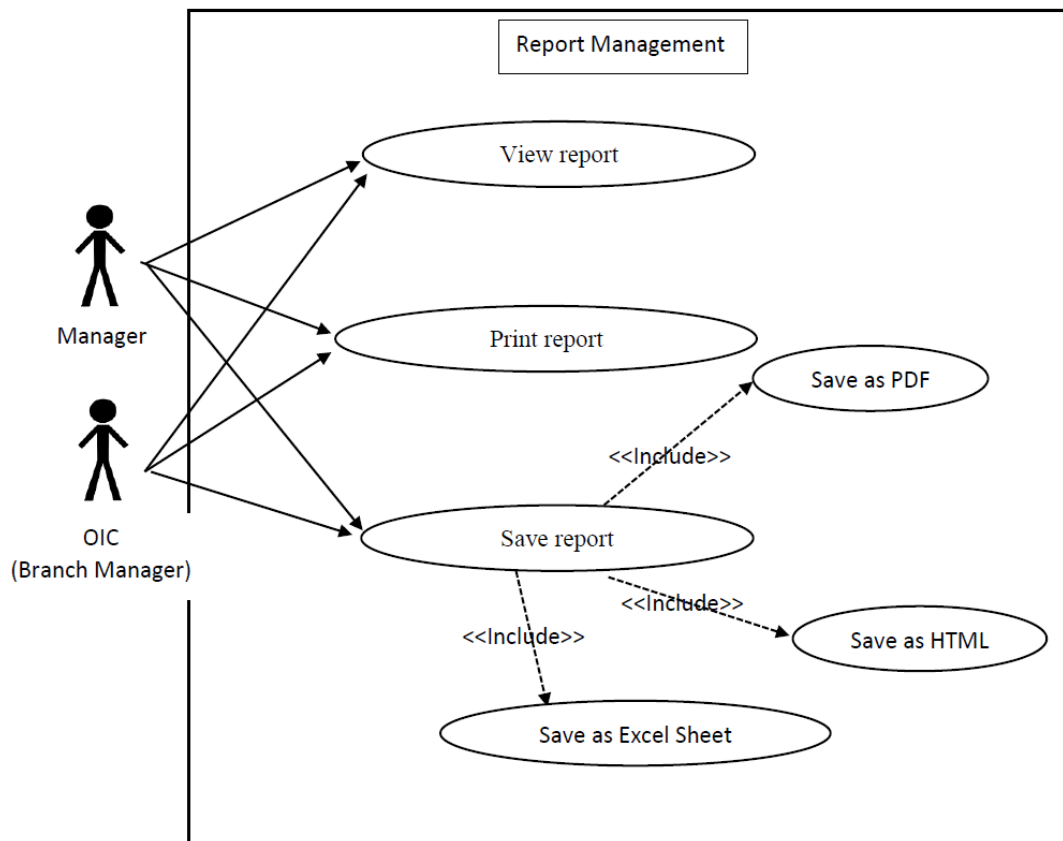 Report Management
View report
Manager
Print report
Save as PDF
<<Include>>
OIC
(Branch Manager)
Save report
<<Include>>
<<Include>>
Save as HTML
Save as Excel Sheet